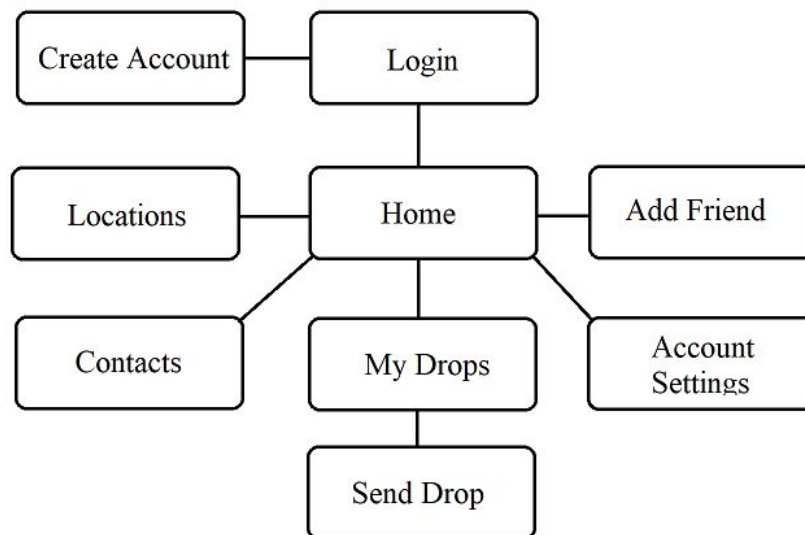 Create Account
Login
Locations
Home
Add Friend
Contacts
My Drops
Account
Settings
Send Drop